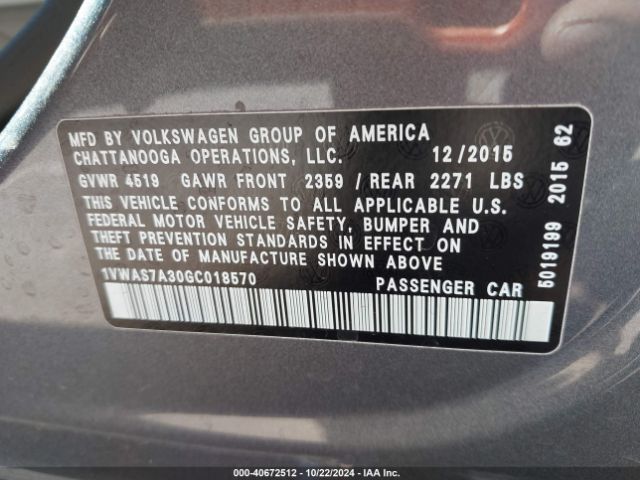 MFD BY VOLKSWAGEN GROUP OF AMERICA
CHATTANOOGA OPERATIONS, LLC. 12/2015
GVWR 4519 GAWR FRONT 2359 / REAR 2271 LBS
THIS VEHICLE CONFORMS TO ALL APPLICABLE U.S.
FEDERAL MOTOR VEHICLE SAFETY, BUMPER AND
THEFT PREVENTION STANDARDS IN EFFECT ON
THE DATE OF MANUFACTURE SHOWN ABOVE.
1VWAS7A30GC018570 PASSENGER CAR
5019199 2015 62
000-40672512 - 10/22/2024 - IAAI.COM